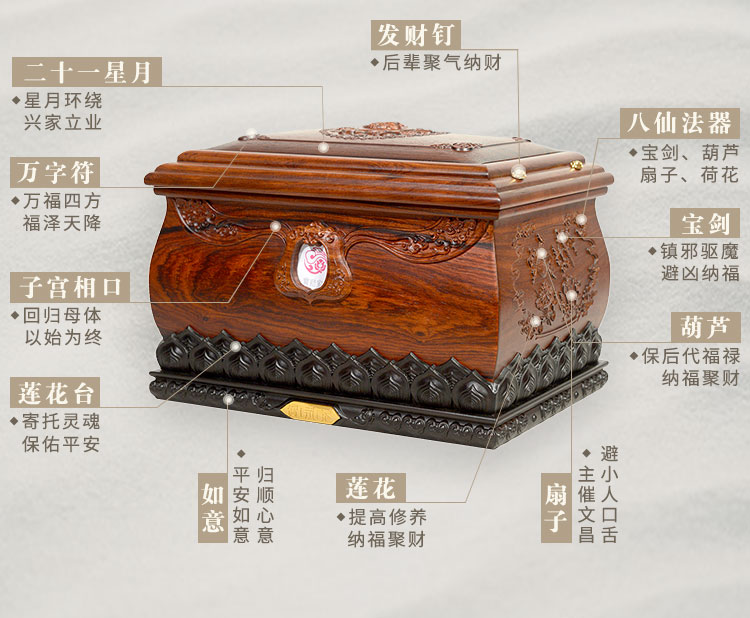 发财钉
◆后辈聚气纳财
二十一星月
◆星月环绕
兴家立业
八仙法器
◆宝剑、葫芦
扇子、荷花
万字符
◆万福四方
福泽天降
宝剑
◆镇邪驱魔
避凶纳福
子宫相口
◆回归母体
以始为终
葫芦
◆保后代福禄
纳福聚财
莲花台
◆寄托灵魂
保佑平安
如意
◆平安如意
归顺心意
莲花
◆提高修养
纳福聚财
扇子
◆主催文昌
避小人口舌